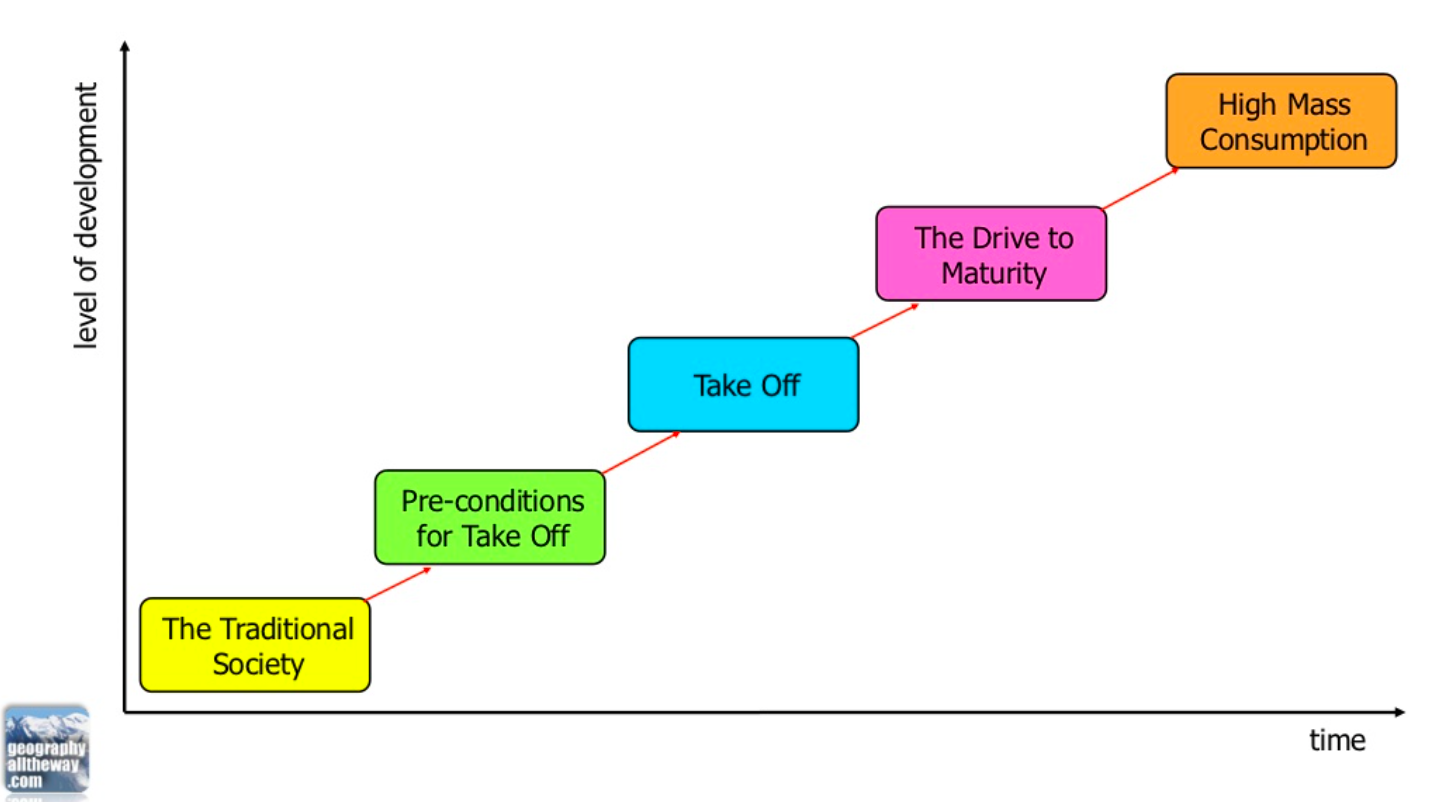 level of development
High Mass
Consumption
The Drive to
Maturity
Take Off
Pre-conditions
for Take Off
The Traditional
Society
time
geography
alltheway
.com